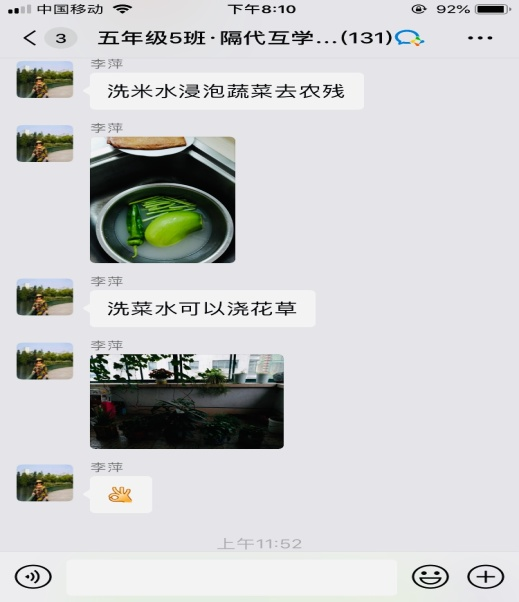 中国移动 下午8:10 92%
3 五年级5班·隔代互学...(131)
李萍
洗米水浸泡蔬菜去农残
李萍
李萍
洗菜水可以浇花草
李萍
李萍
上午11:52